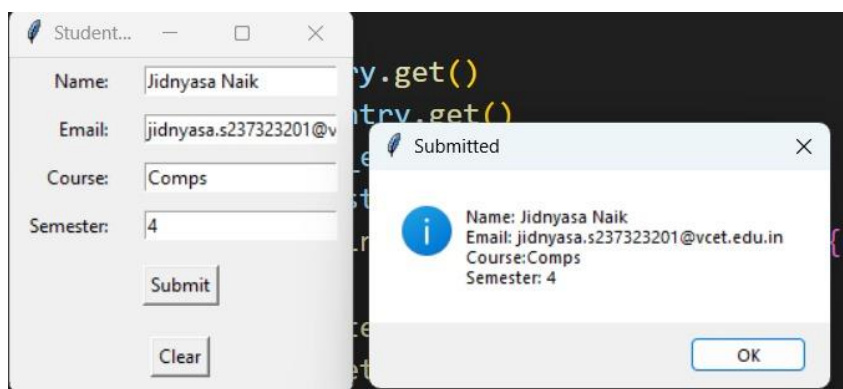 Student...
Name: Jidnyasa Naik
Email: jidnyasa.s237323201@v
Course: Comps
Semester: 4
Submit
Clear
y.get()
ntry.get()
Submitted
Name: Jidnyasa Naik
Email: jidnyasa.s237323201@vcet.edu.in
Course:Comps
Semester: 4
OK
{